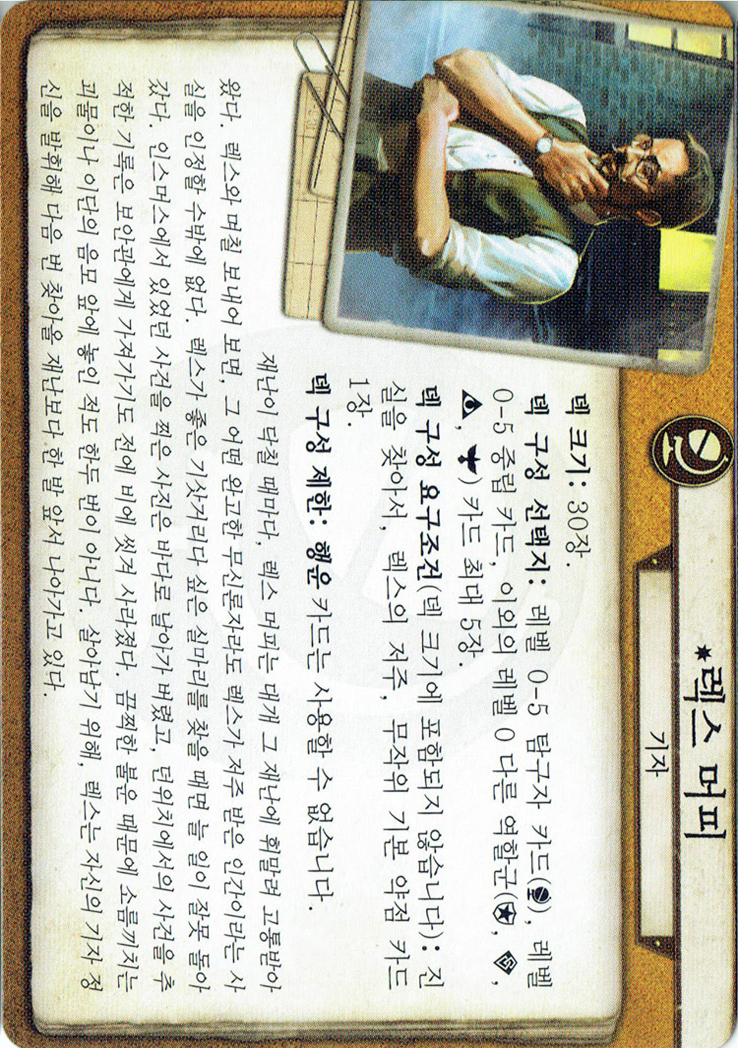 *렉스 머피
기자
덱 크기: 30장.
덱 구성 선택지: 레벨 0-5 탐구자 카드( ), 레벨
0-5 중립 카드, 이외의 레벨 0 다른 역할군( , ,
, ) 카드 최대 5장.
덱 구성 요구조건(덱 크기에 포함되지 않습니다): 진
실을 찾아서, 렉스의 저주, 무작위 기본 약점 카드
1장.
덱 구성 제한: 행운 카드는 사용할 수 없습니다.
재난이 닥칠 때마다, 렉스 머피는 대개 그 재난에 휘말려 고통받아
왔다. 렉스와 며칠 보내어 보면, 그 어떤 완고한 무신론자라도 렉스가 저주 받은 인간이라는 사
실을 인정할 수밖에 없다. 렉스가 좋은 기삿거리다 싶은 실마리를 찾을 때면 늘 일이 잘못 돌아
갔다. 인스머스에서 있었던 사건을 찍은 사진은 바다로 날아가 버렸고, 던위치에서의 사건을 추
적한 기록은 보안관에게 가져가기도 전에 비에 씻겨 사라졌다. 끔찍한 불운 때문에 소름끼치는
괴물이나 이단의 음모 앞에 놓인 적도 한두 번이 아니다. 살아남기 위해, 렉스는 자신의 기자 정
신을 발휘해 다음 번 찾아올 재난보다 한 발 앞서 나아가고 있다.